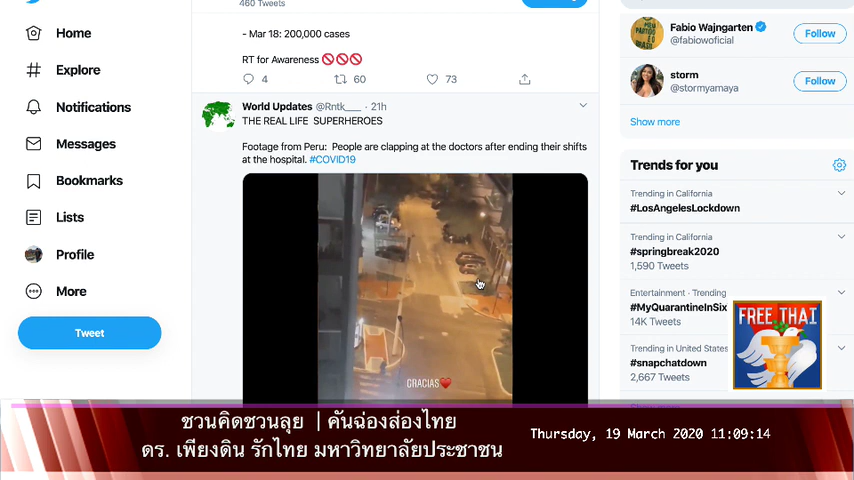 460 Tweets
Home
Explore
Notifications
Messages
Bookmarks
Lists
Profile
More
Tweet
- Mar 18: 200,000 cases
RT for Awareness 🚫🚫🚫
4 60 73
World Updates @Rntk___ · 21h
THE REAL LIFE SUPERHEROES
Footage from Peru: People are clapping at the doctors after ending their shifts
at the hospital. #COVID19
GRACIAS❤️
Fabio Wajngarten
@fabiowoficial
Follow
storm
@stormyamaya
Follow
Show more
Trends for you
Trending in California
#LosAngelesLockdown
Trending in California
#springbreak2020
1,590 Tweets
Entertainment · Trending
#MyQuarantineInSix
14K Tweets
Trending in United States
#snapchatdown
2,667 Tweets
FREE THAI
ชวนคิดชวนลุย | คันฉ่องส่องไทย
ดร. เพียงดิน รักไทย มหาวิทยาลัยประชาชน
Thursday, 19 March 2020 11:09:14